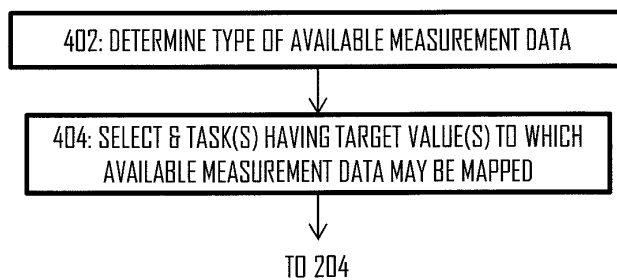 402: DETERMINE TYPE OF AVAILABLE MEASUREMENT DATA
404: SELECT & TASK(S) HAVING TARGET VALUE(S) TO WHICH
AVAILABLE MEASUREMENT DATA MAY BE MAPPED
TO 204